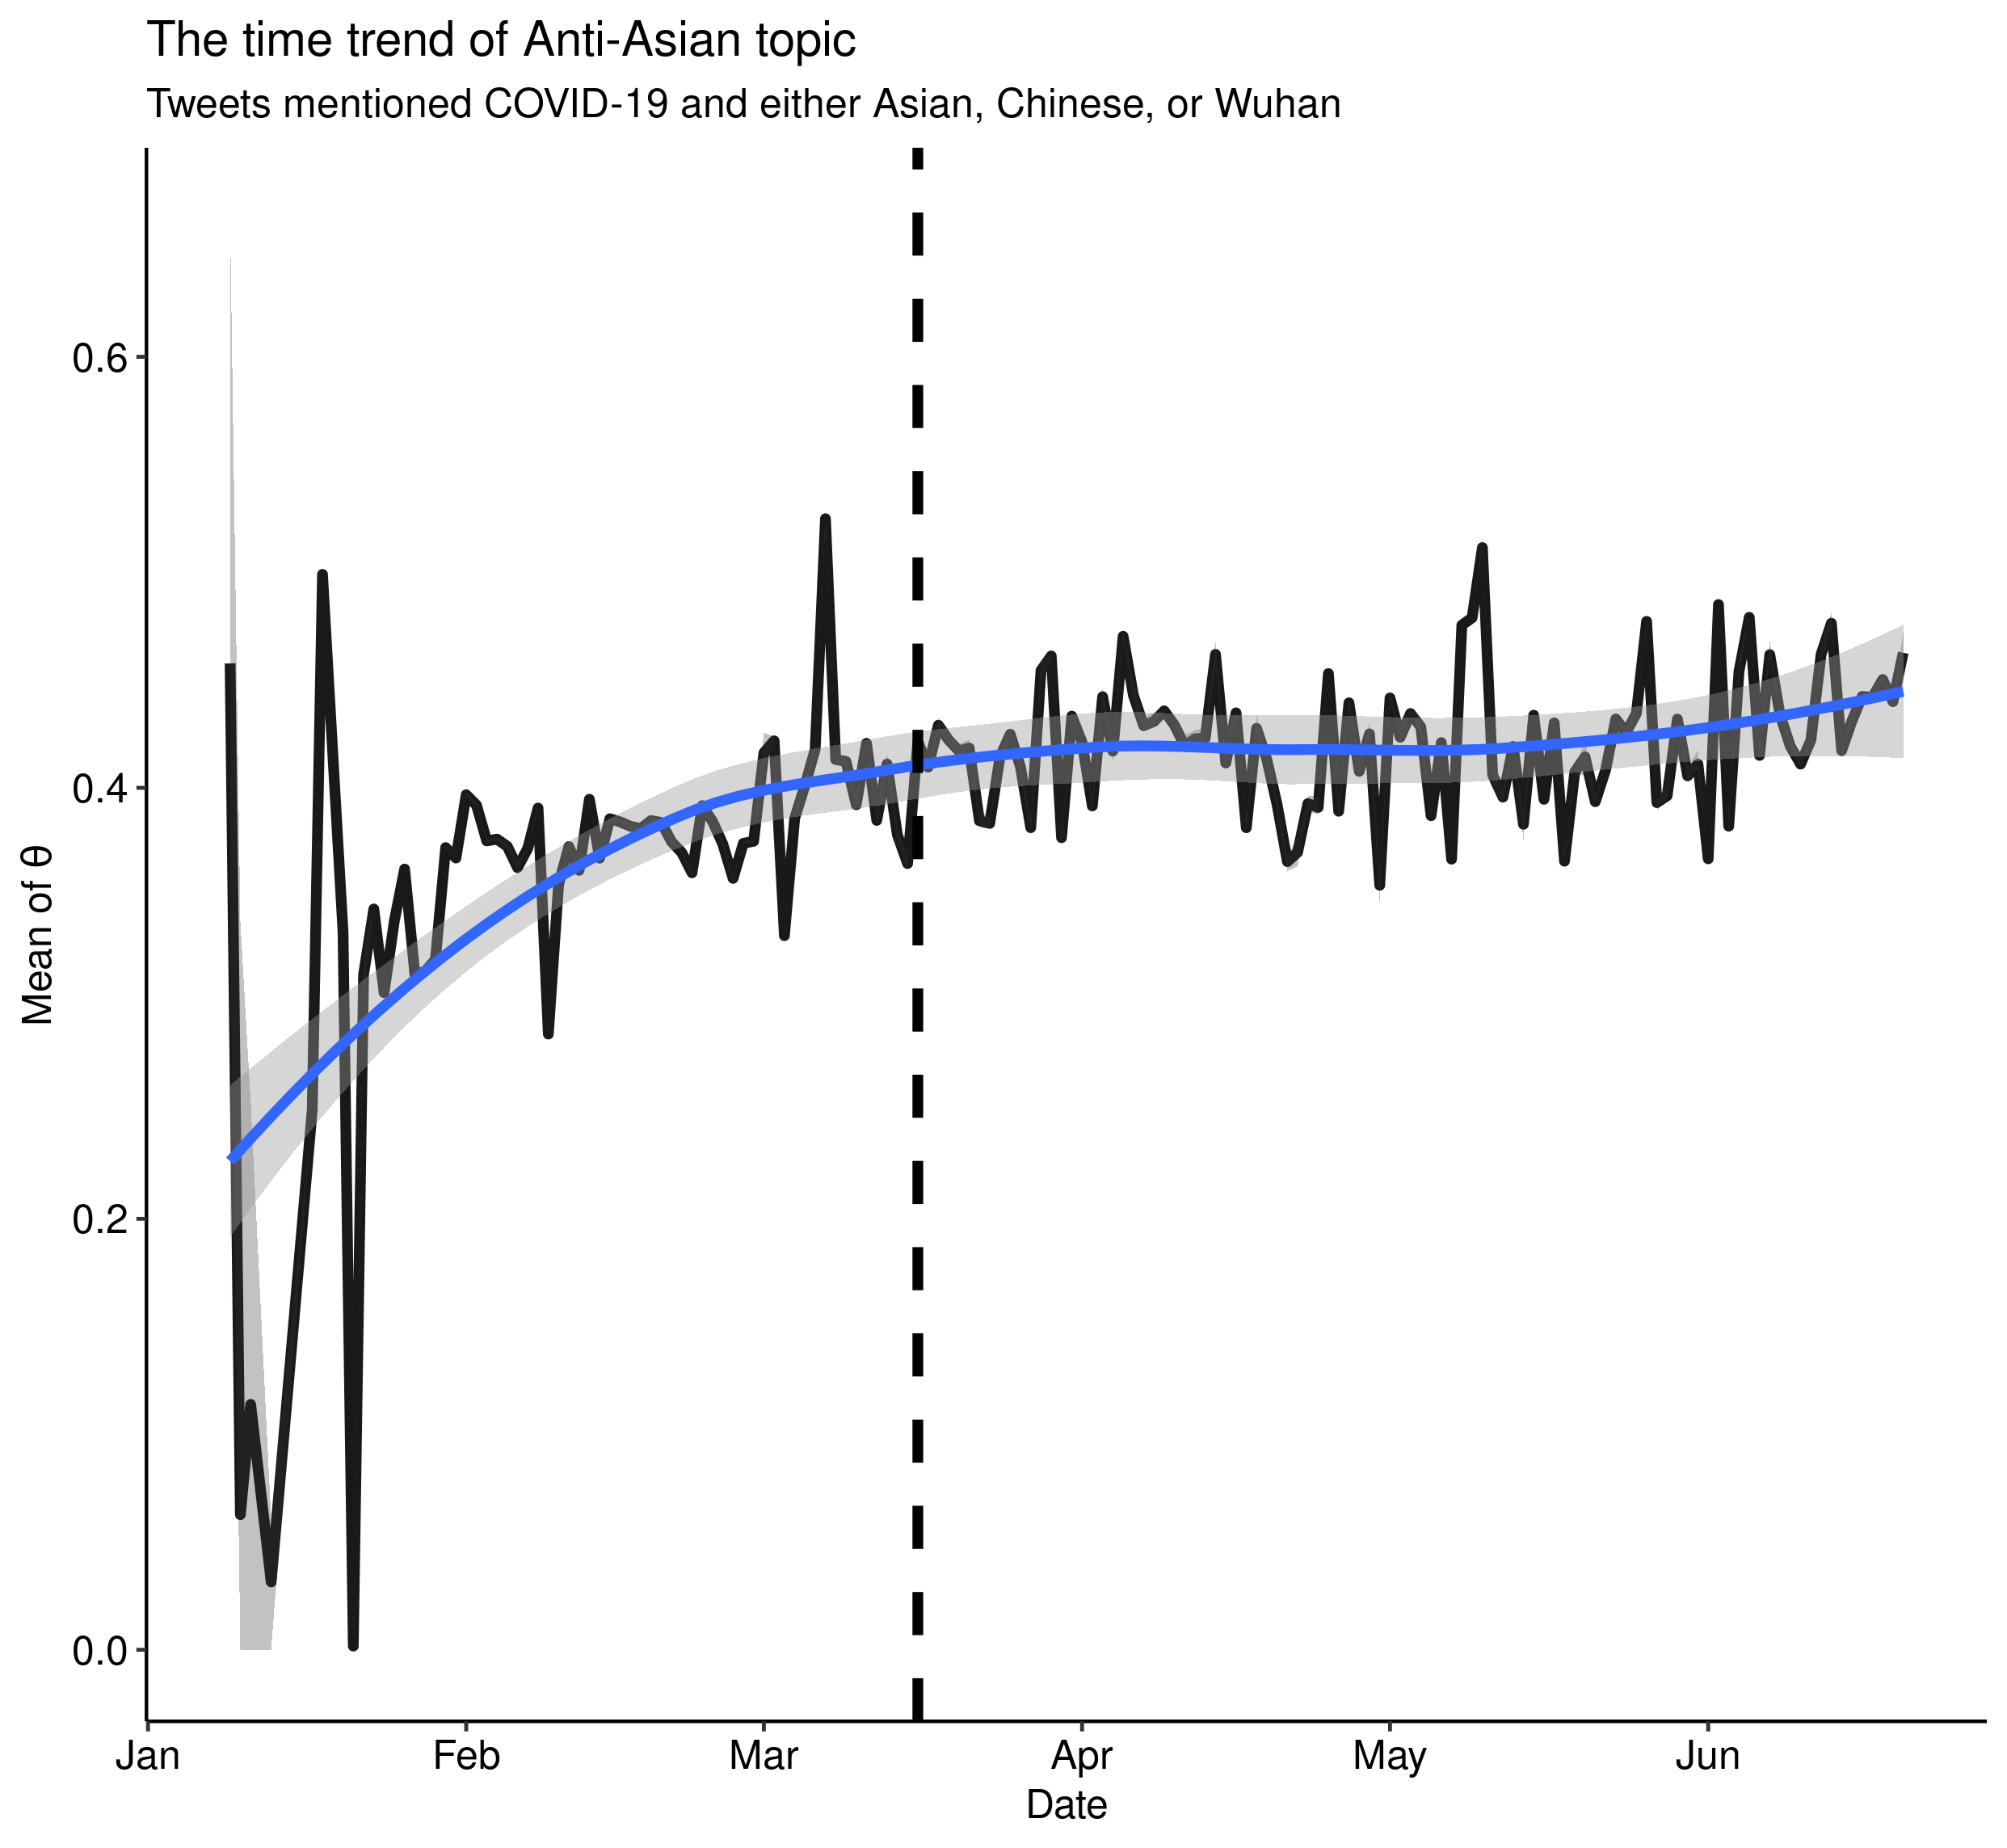 The time trend of Anti-Asian topic
Tweets mentioned COVID-19 and either Asian, Chinese, or Wuhan
Mean of θ
0.6
0.4
0.2
0.0
Jan Feb Mar Apr May Jun
Date